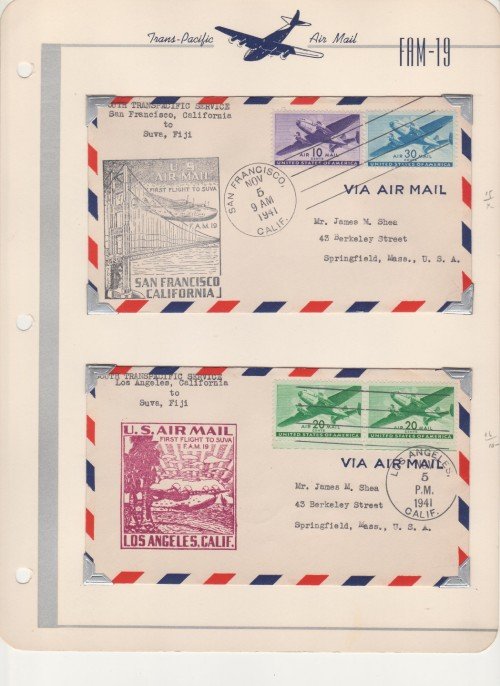 Trans-Pacific Air Mail
FAM-19
SOUTH TRANSPACIFIC SERVICE
San Francisco, California
to
Suva, Fiji
10
AIR MAIL
UNITED STATES OF AMERICA
30
AIR MAIL
UNITED STATES OF AMERICA
U.S.
AIR MAIL
FIRST FLIGHT TO SUVA
F.A.M. 19
SAN FRANCISCO
CALIFORNIA
SAN FRANCISCO,
NOV
5
9 AM
1941
CALIF.
VIA AIR MAIL
Mr. James M. Shea
43 Berkeley Street
Springfield, Mass., U. S. A.
SOUTH TRANSPACIFIC SERVICE
Los Angeles, California
to
Suva, Fiji
20
AIR MAIL
UNITED STATES OF AMERICA
20
AIR MAIL
UNITED STATES OF AMERICA
U.S. AIR MAIL
FIRST FLIGHT TO SUVA
F.A.M. 19
LOS ANGELES, CALIF.
VIA AIR MAIL
LOS ANGELES,
5
P.M.
1941
CALIF.
Mr. James M. Shea
43 Berkeley Street
Springfield, Mass., U. S. A.